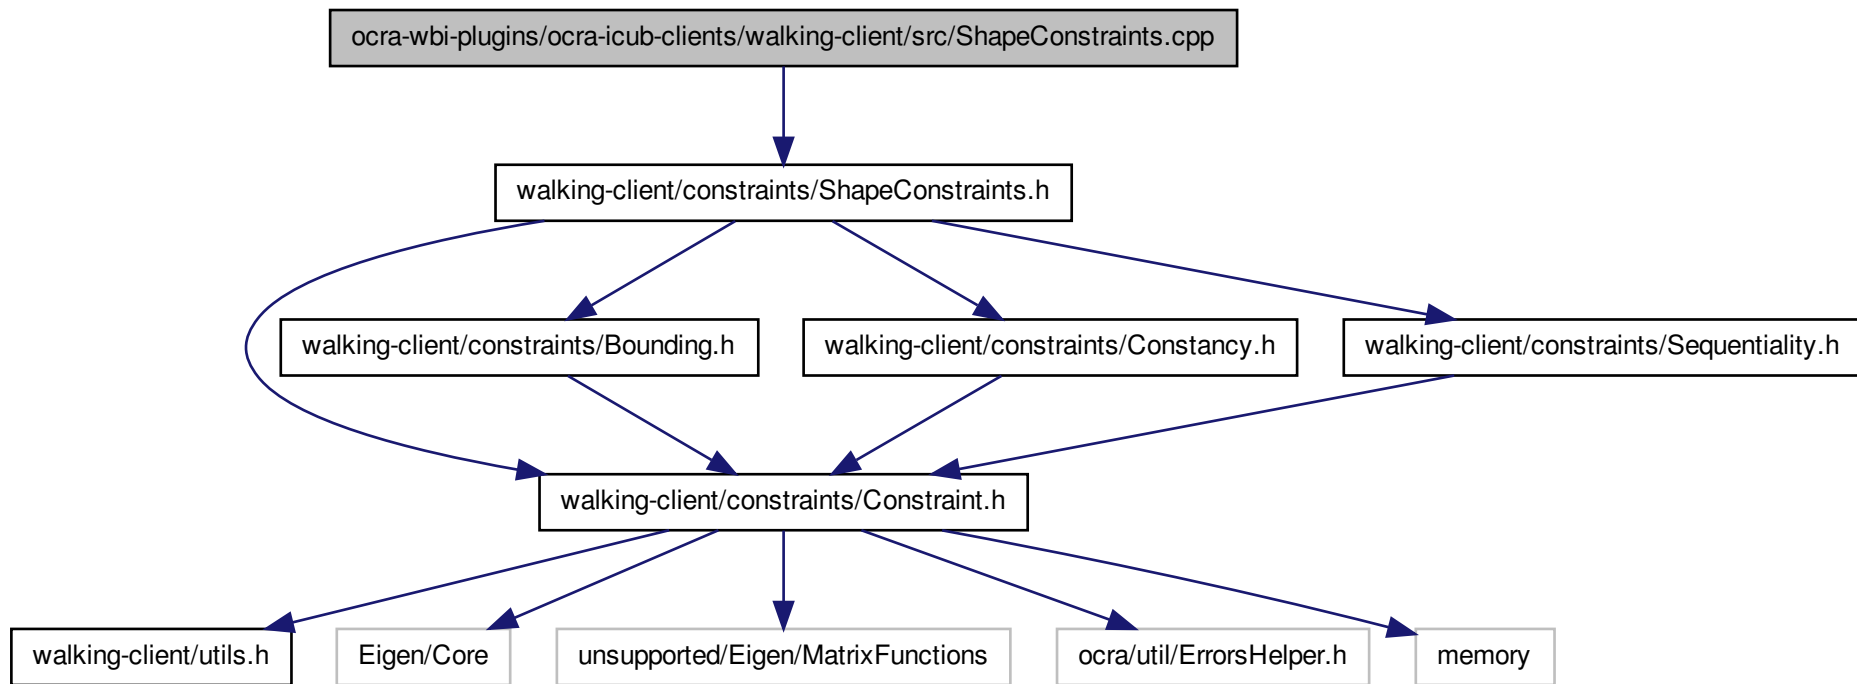 ocra-wbi-plugins/ocra-icub-clients/walking-client/src/ShapeConstraints.cpp
walking-client/constraints/ShapeConstraints.h
walking-client/constraints/Bounding.h
walking-client/constraints/Constancy.h
walking-client/constraints/Sequentiality.h
walking-client/constraints/Constraint.h
walking-client/utils.h
Eigen/Core
unsupported/Eigen/MatrixFunctions
ocra/util/ErrorsHelper.h
memory